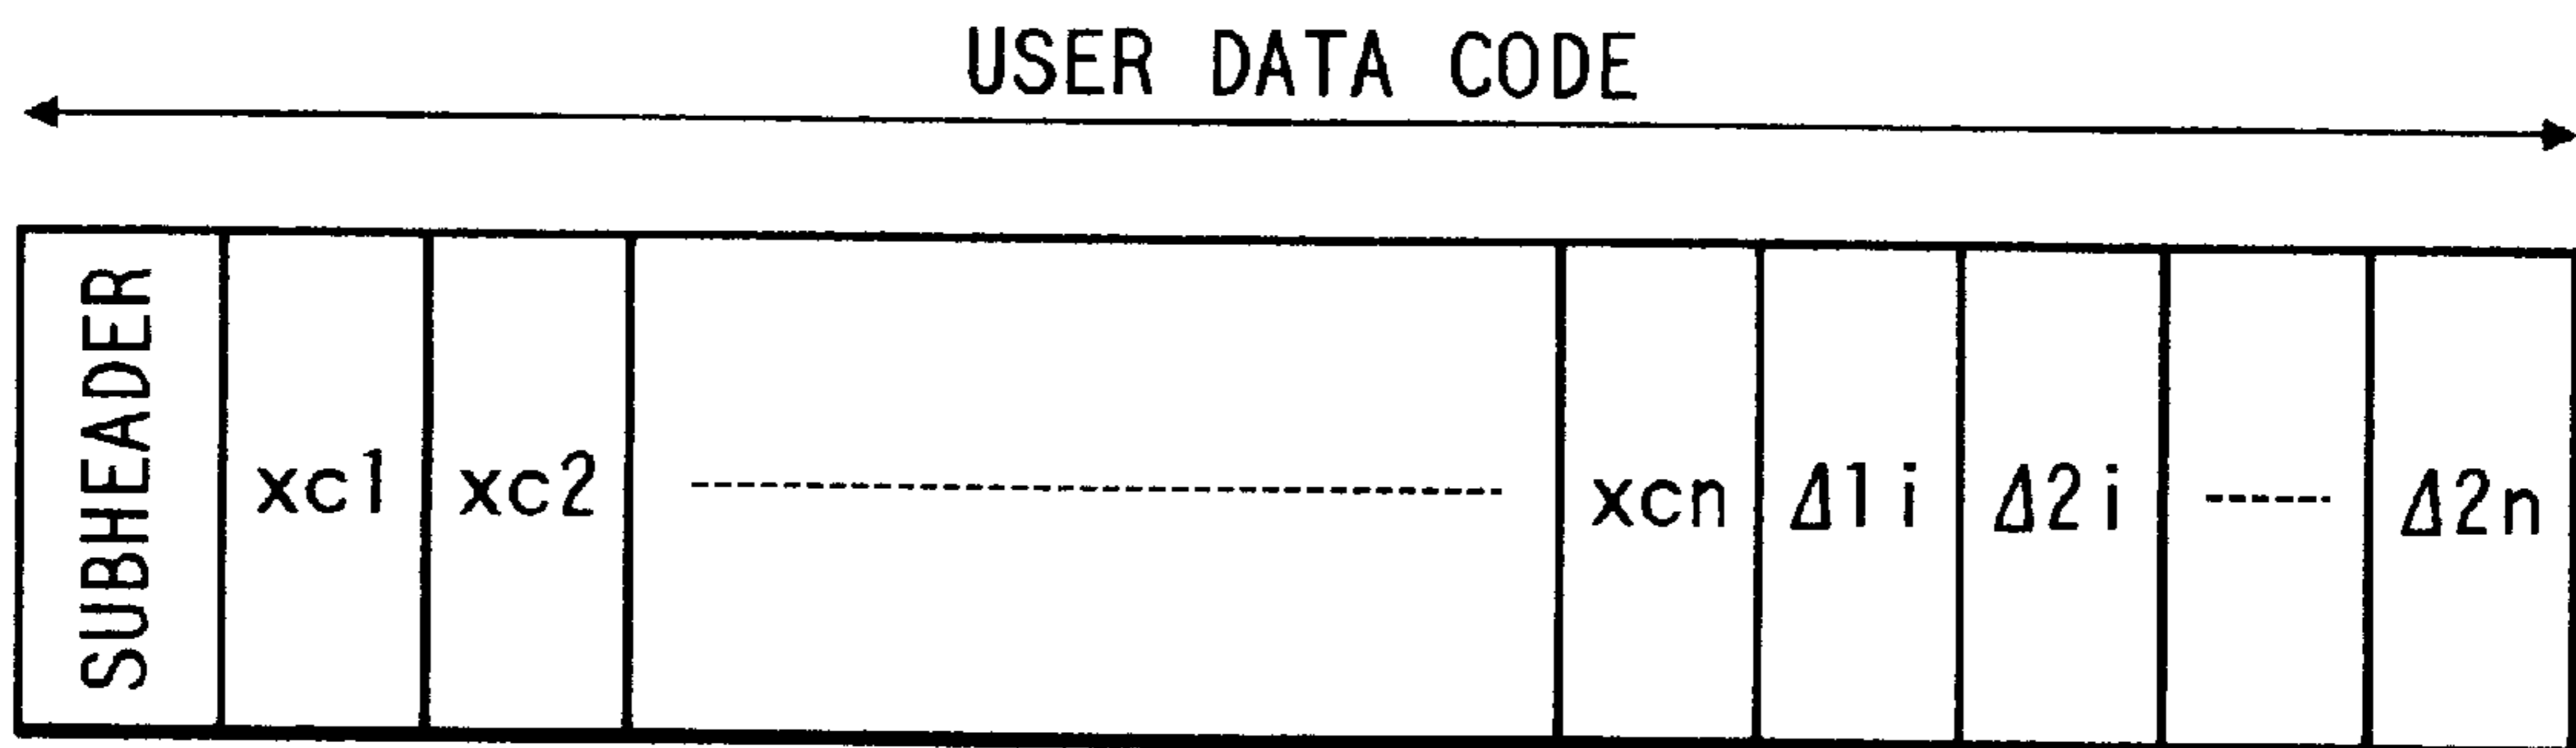 USER DATA CODE
SUBHEADER xc1 xc2 xcn Δ1i Δ2i Δ2n